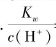 · K_w / c(H⁺) ·